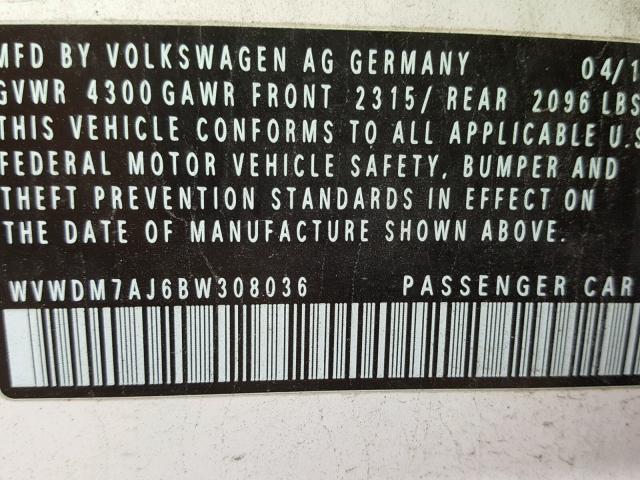 MFD BY VOLKSWAGEN AG GERMANY 04/1
GVWR 4300 GAWR FRONT 2315/ REAR 2096 LBS
THIS VEHICLE CONFORMS TO ALL APPLICABLE U.S
FEDERAL MOTOR VEHICLE SAFETY, BUMPER AND
THEFT PREVENTION STANDARDS IN EFFECT ON
THE DATE OF MANUFACTURE SHOWN ABOVE.
WVWDM7AJ6BW308036 PASSENGER CAR